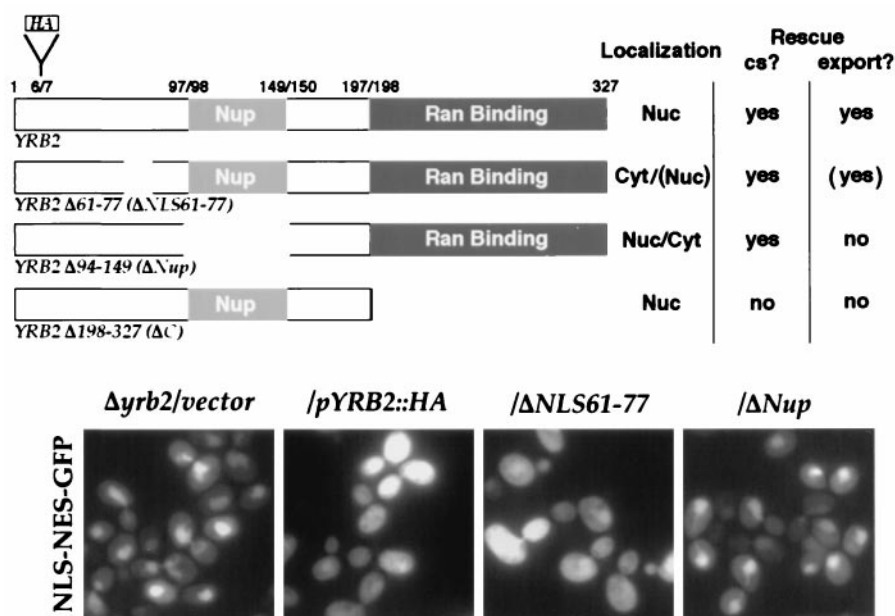 HA
Localization Rescue
cs? export?
1 6/7 97/98 149/150 197/198 327
Nup Ran Binding Nuc yes yes
YRB2
Nup Ran Binding Cyt/(Nuc) yes (yes)
YRB2 Δ61-77 (ΔNLS61-77)
Ran Binding Nuc/Cyt yes no
YRB2 Δ94-149 (ΔNup)
Nup Nuc no no
YRB2 Δ198-327 (ΔC)
Δyrb2/vector /pYRB2::HA /ΔNLS61-77 /ΔNup
NLS-NES-GFP